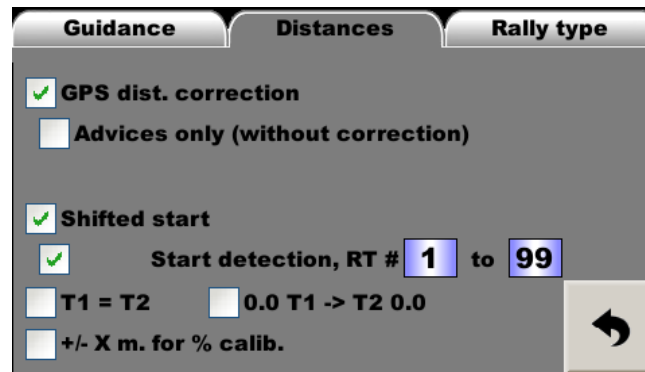 Guidance Distances Rally type
GPS dist. correction
Advices only (without correction)
Shifted start
Start detection, RT # 1 to 99
T1 = T2 0.0 T1 -> T2 0.0
+/- X m. for % calib.